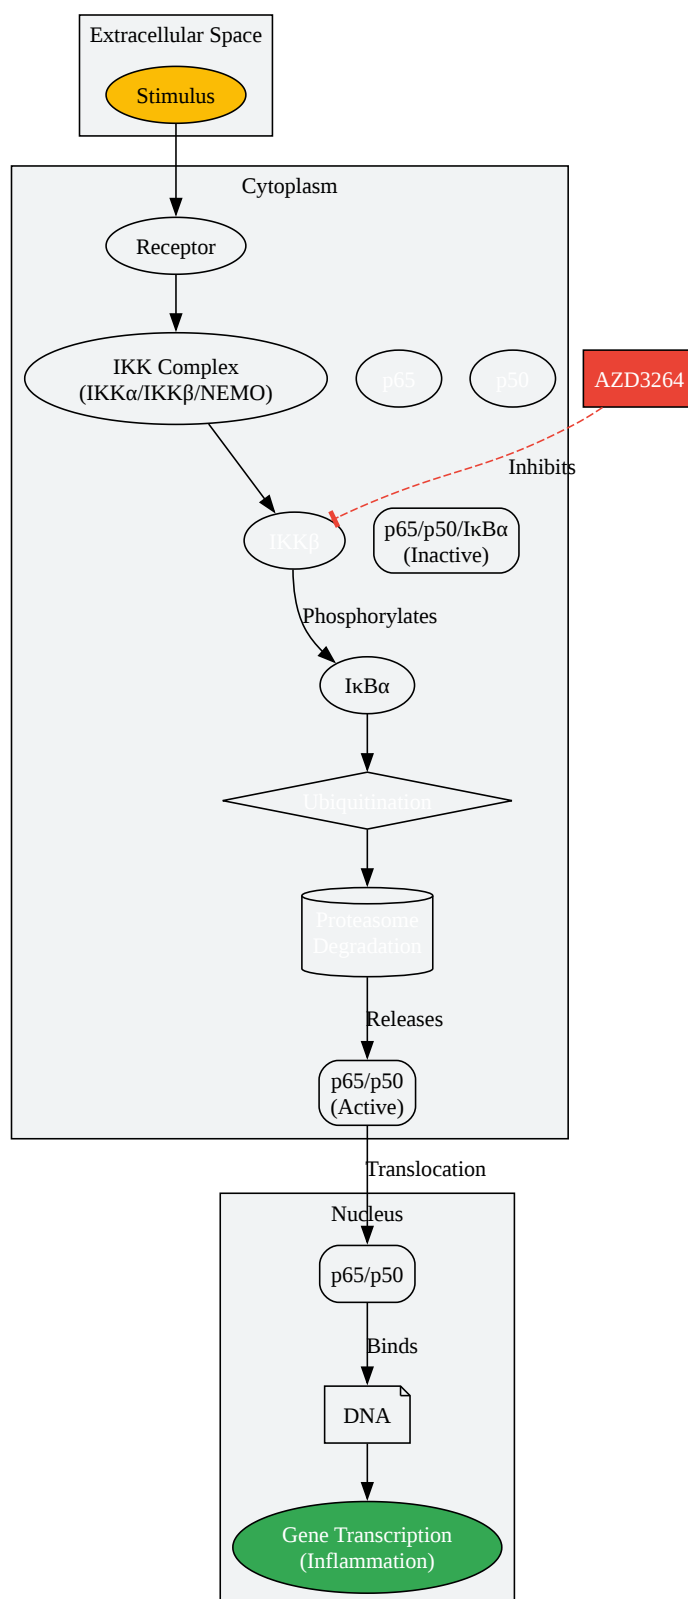 Extracellular Space
Stimulus
Cytoplasm
Receptor
IKK Complex
(IKKα/IKKβ/NEMO)
p65
p50
AZD3264
Inhibits
IKKβ
p65/p50/IκBα
(Inactive)
Phosphorylates
IκBα
Ubiquitination
Proteasome
Degradation
Releases
p65/p50
(Active)
Translocation
Nucleus
p65/p50
Binds
DNA
Gene Transcription
(Inflammation)